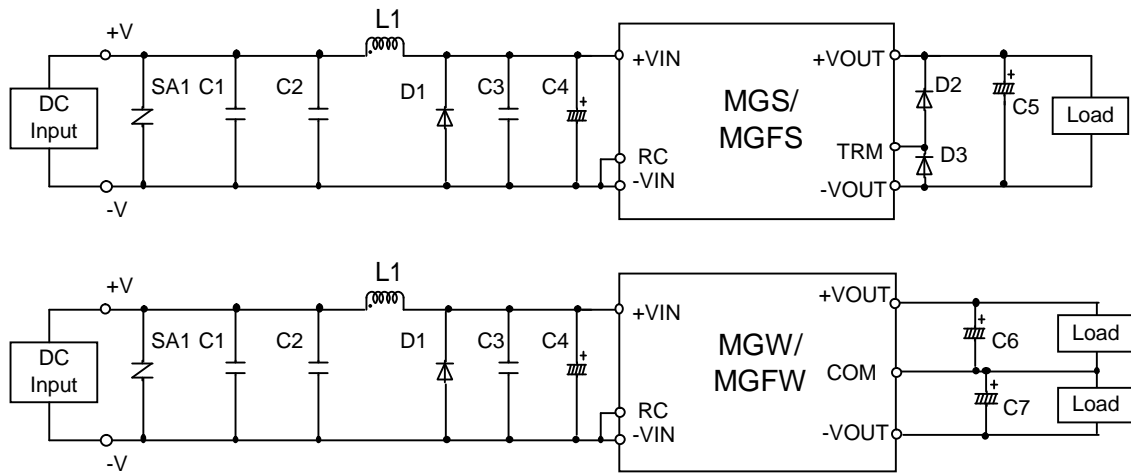 L1
+V
SA1 C1 C2 D1 C3 C4
DC
Input
-V
+VIN
RC
-VIN
MGS/
MGFS
+VOUT
TRM
-VOUT
D2
D3
+
+
C5
Load
L1
+V
SA1 C1 C2 D1 C3 C4
DC
Input
-V
+VIN
RC
-VIN
MGW/
MGFW
+VOUT
COM
-VOUT
+
+
C6
+
C7
Load
Load